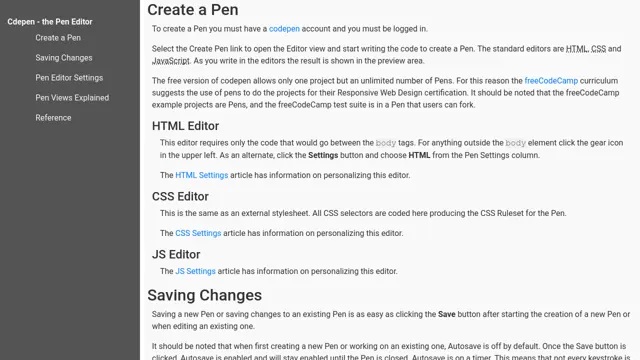 Cdepen - the Pen Editor
Create a Pen
Saving Changes
Pen Editor Settings
Pen Views Explained
Reference
Create a Pen
To create a Pen you must have a codepen account and you must be logged in.
Select the Create Pen link to open the Editor view and start writing the code to create a Pen. The standard editors are HTML, CSS and
JavaScript. As you write in the editors the result is shown in the preview area.
The free version of codepen allows only one project but an unlimited number of Pens. For this reason the freeCodeCamp curriculum
suggests the use of pens to do the projects for their Responsive Web Design certification. It should be noted that the freeCodeCamp
example projects are Pens, and the freeCodeCamp test suite is in a Pen that users can fork.
HTML Editor
This editor requires only the code that would go between the body tags. For anything outside the body element click the gear icon
in the upper left. As an alternate, click the Settings button and choose HTML from the Pen Settings column.
The HTML Settings article has information on personalizing this editor.
CSS Editor
This is the same as an external stylesheet. All CSS selectors are coded here producing the CSS Ruleset for the Pen.
The CSS Settings article has information on personalizing this editor.
JS Editor
The JS Settings article has information on personalizing this editor.
Saving Changes
Saving a new Pen or saving changes to an existing Pen is as easy as clicking the Save button after starting the creation of a new Pen or
when editing an existing one.
It should be noted that when first creating a new Pen or working on an existing one, Autosave is off by default. Once the Save button is
clicked, Autosave is enabled and will stay enabled until the Pen is closed. Autosave is on a timer. This means that not every keystroke is